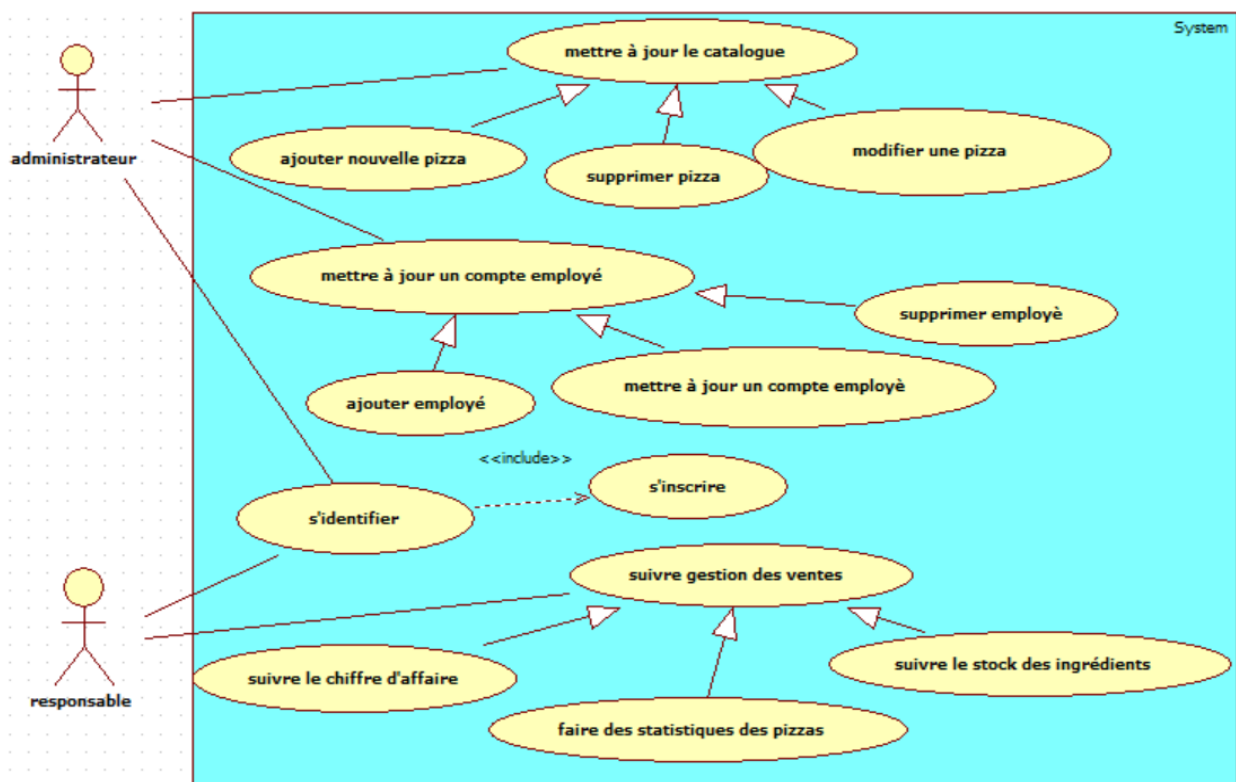 System
mettre à jour le catalogue
administrateur
ajouter nouvelle pizza
supprimer pizza
modifier une pizza
mettre à jour un compte employé
supprimer employè
ajouter employé
mettre à jour un compte employè
<<include>>
s'identifier
s'inscrire
responsable
suivre gestion des ventes
suivre le chiffre d'affaire
suivre le stock des ingrédients
faire des statistiques des pizzas